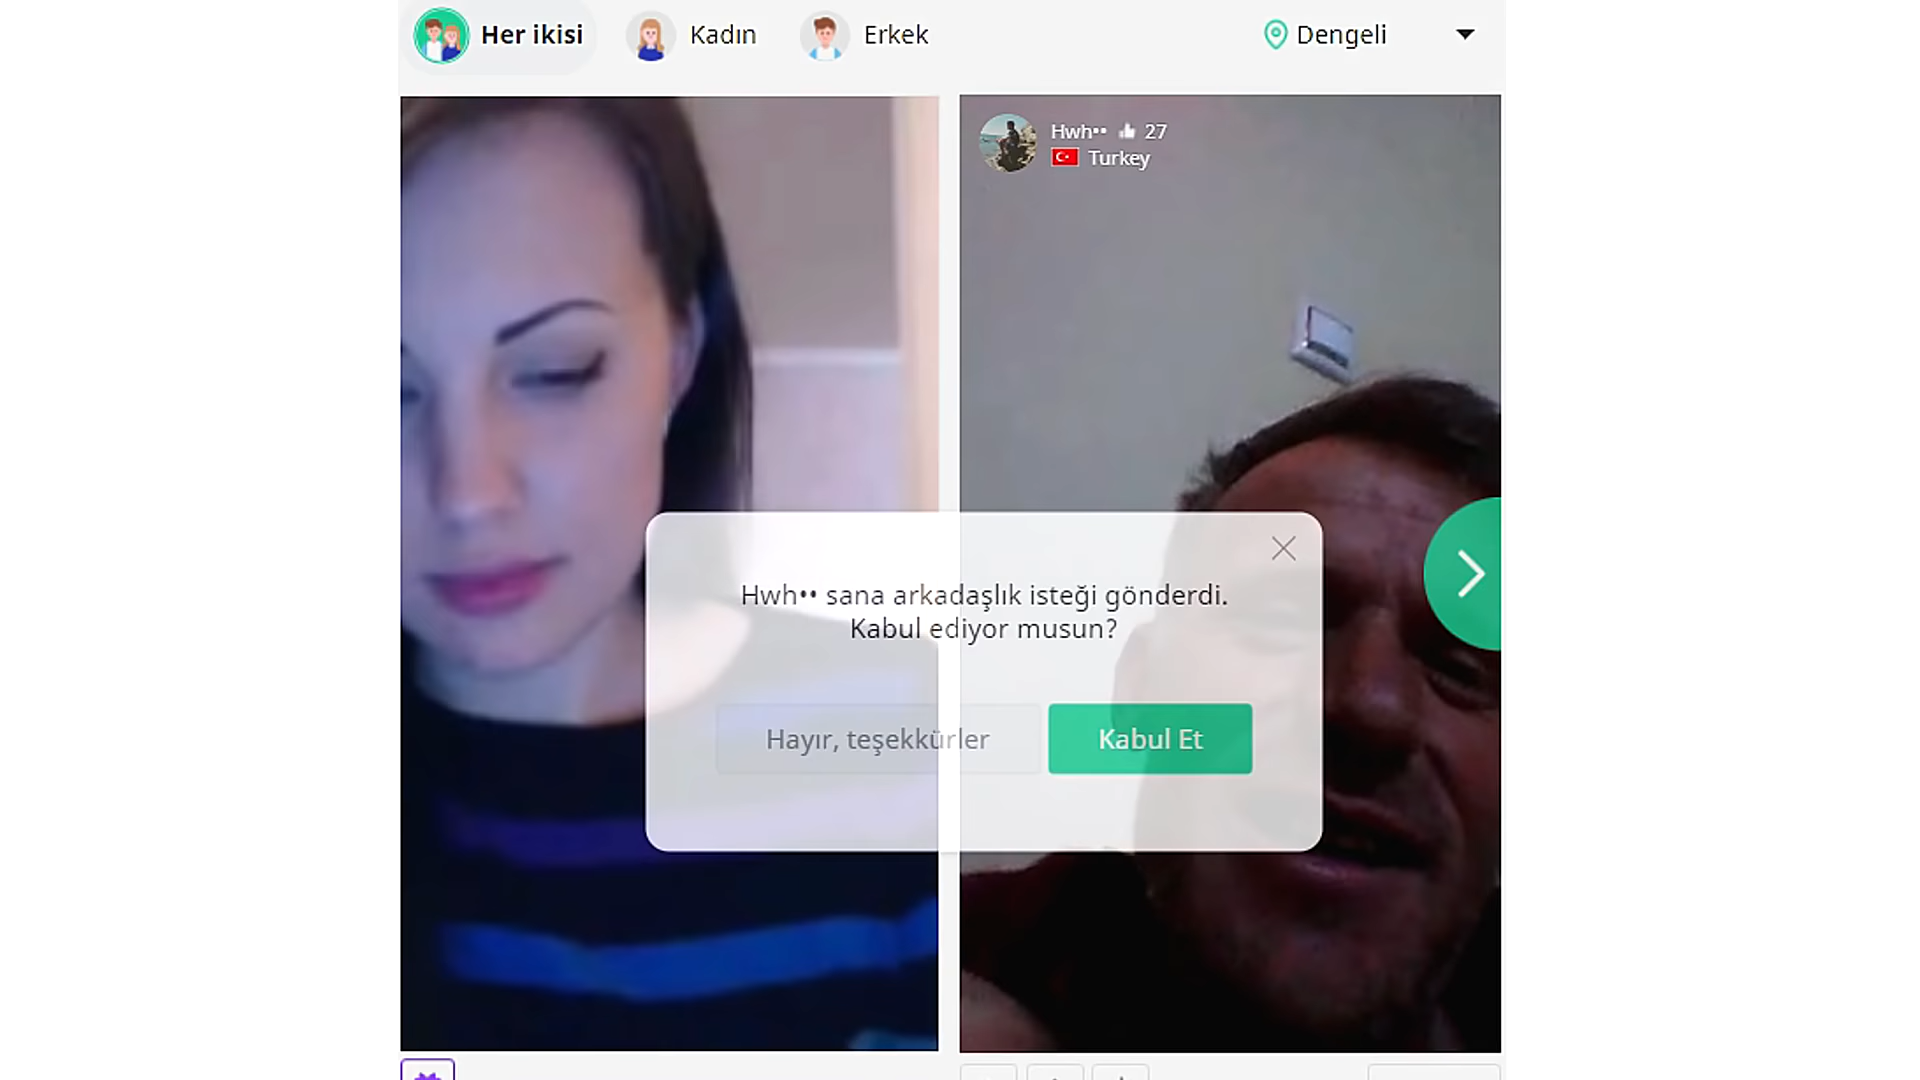 Her ikisi
Kadın
Erkek
Dengeli
Hwh•• 27
Turkey
Hwh•• sana arkadaşlık isteği gönderdi.
Kabul ediyor musun?
Hayır, teşekkürler
Kabul Et